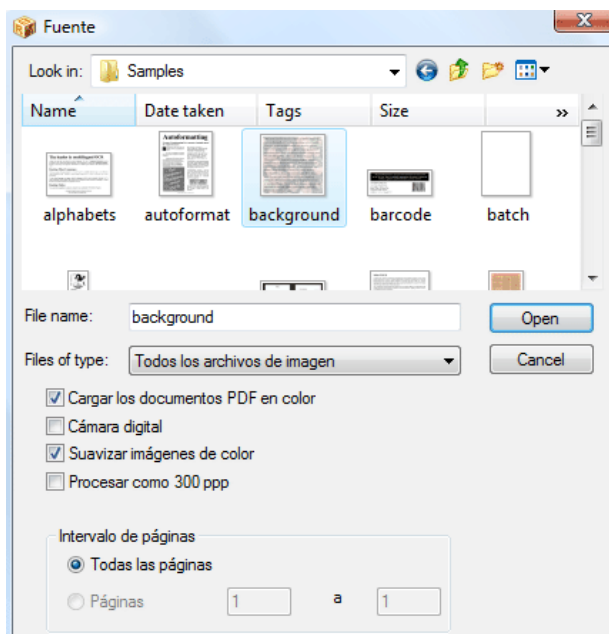 Fuente
Look in: Samples
Name Date taken Tags Size »
Autoformatting
alphabets autoformat background barcode batch
File name: background Open
Files of type: Todos los archivos de imagen Cancel
Cargar los documentos PDF en color
Cámara digital
Suavizar imágenes de color
Procesar como 300 ppp
Intervalo de páginas
Todas las páginas
Páginas 1 a 1